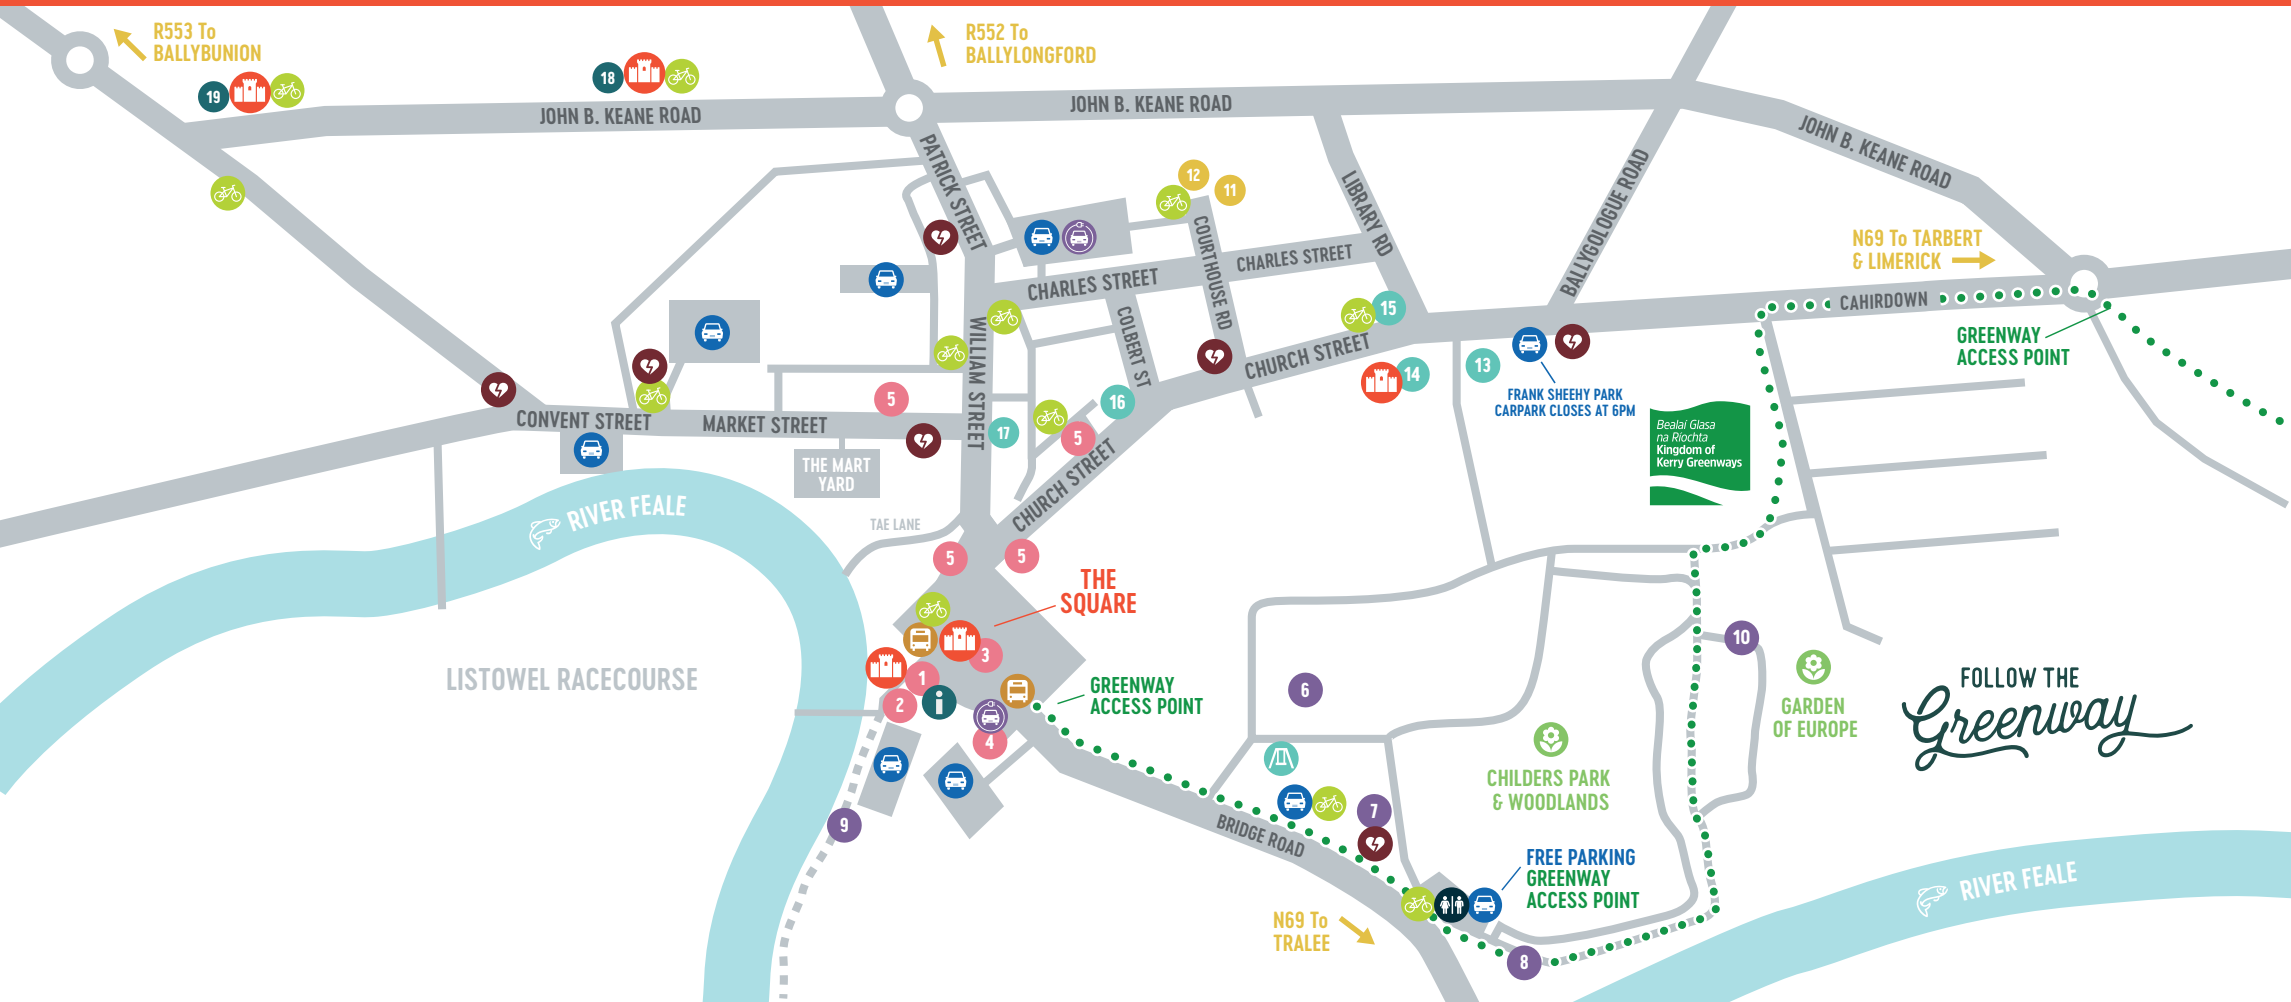 R553 To
BALLYBUNION
R552 To
BALLYLONGFORD
19
18
JOHN B. KEANE ROAD
JOHN B. KEANE ROAD
JOHN B. KEANE ROAD
PATRICK STREET
12
11
LIBRARY RD
BALLYGOLOGUE ROAD
COURTHOUSE RD
CHARLES STREET
CHARLES STREET
N69 To TARBERT
& LIMERICK
CAHIRDOWN
GREENWAY
ACCESS POINT
COLBERT ST
WILLIAM STREET
15
CHURCH STREET
14
13
FRANK SHEEHY PARK
CARPARK CLOSES AT 6PM
Bealaí Glasa
na Ríochta
Kingdom of
Kerry Greenways
CONVENT STREET
MARKET STREET
5
16
17
5
THE MART
YARD
CHURCH STREET
RIVER FEALE
TAE LANE
5
5
THE
SQUARE
LISTOWEL RACECOURSE
3
1
2
i
4
GREENWAY
ACCESS POINT
6
10
GARDEN
OF EUROPE
FOLLOW THE
Greenway
CHILDERS PARK
& WOODLANDS
9
7
BRIDGE ROAD
FREE PARKING
GREENWAY
ACCESS POINT
N69 To
TRALEE
8
RIVER FEALE